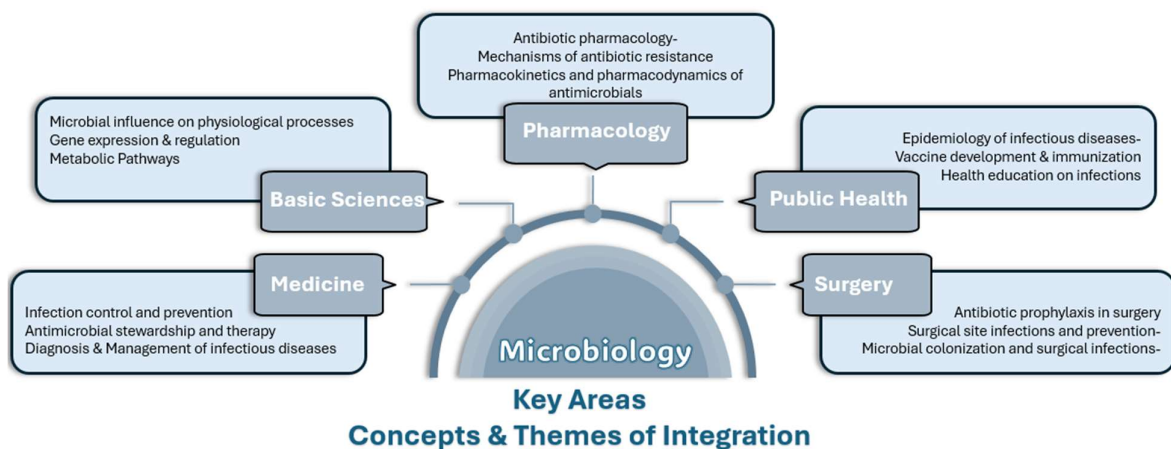 Antibiotic pharmacology-
Mechanisms of antibiotic resistance
Pharmacokinetics and pharmacodynamics of
antimicrobials
Pharmacology
Microbial influence on physiological processes
Gene expression & regulation
Metabolic Pathways
Basic Sciences
Epidemiology of infectious diseases-
Vaccine development & immunization
Health education on infections
Public Health
Medicine
Infection control and prevention
Antimicrobial stewardship and therapy
Diagnosis & Management of infectious diseases
Surgery
Antibiotic prophylaxis in surgery
Surgical site infections and prevention-
Microbial colonization and surgical infections-
Microbiology
Key Areas
Concepts & Themes of Integration